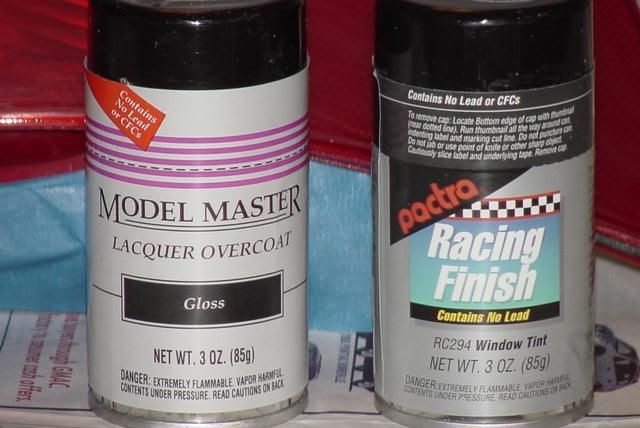 Contains
No Lead
or CFCs
MODEL MASTER
LACQUER OVERCOAT
Gloss
NET WT. 3 OZ. (85g)
DANGER: EXTREMELY FLAMMABLE. VAPOR HARMFUL.
CONTENTS UNDER PRESSURE. READ CAUTIONS ON BACK.
Contains No Lead or CFCs
To remove cap: Locate Bottom edge of cap with thumbnail
(near dotted line). Run thumbnail all the way around can,
indenting label and marking cut line. Do not puncture can.
Do not jab or use point of knife or other sharp object.
Cautiously slice label and underlying tape. Remove cap.
pactra
Racing
Finish
Contains No Lead
RC294 Window Tint
NET WT. 3 OZ. (85g)
DANGER: EXTREMELY FLAMMABLE. VAPOR HARMFUL.
CONTENTS UNDER PRESSURE. READ CAUTIONS ON BACK.